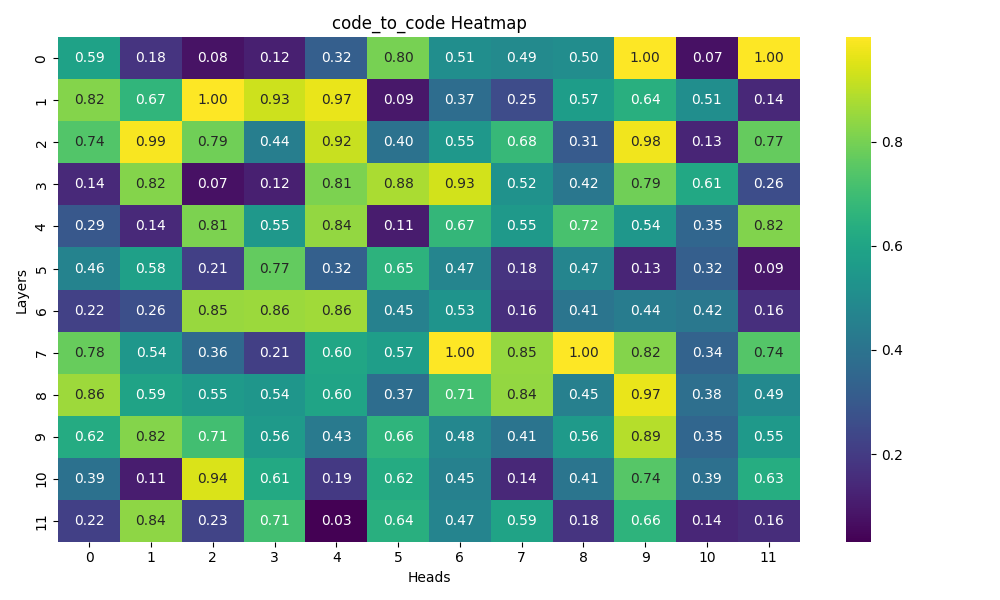 code_to_code Heatmap
0 0.59 0.18 0.08 0.12 0.32 0.80 0.51 0.49 0.50 1.00 0.07 1.00
1 0.82 0.67 1.00 0.93 0.97 0.09 0.37 0.25 0.57 0.64 0.51 0.14
2 0.74 0.99 0.79 0.44 0.92 0.40 0.55 0.68 0.31 0.98 0.13 0.77
3 0.14 0.82 0.07 0.12 0.81 0.88 0.93 0.52 0.42 0.79 0.61 0.26
4 0.29 0.14 0.81 0.55 0.84 0.11 0.67 0.55 0.72 0.54 0.35 0.82
5 0.46 0.58 0.21 0.77 0.32 0.65 0.47 0.18 0.47 0.13 0.32 0.09
6 0.22 0.26 0.85 0.86 0.86 0.45 0.53 0.16 0.41 0.44 0.42 0.16
7 0.78 0.54 0.36 0.21 0.60 0.57 1.00 0.85 1.00 0.82 0.34 0.74
8 0.86 0.59 0.55 0.54 0.60 0.37 0.71 0.84 0.45 0.97 0.38 0.49
9 0.62 0.82 0.71 0.56 0.43 0.66 0.48 0.41 0.56 0.89 0.35 0.55
10 0.39 0.11 0.94 0.61 0.19 0.62 0.45 0.14 0.41 0.74 0.39 0.63
11 0.22 0.84 0.23 0.71 0.03 0.64 0.47 0.59 0.18 0.66 0.14 0.16
0 1 2 3 4 5 6 7 8 9 10 11
Heads
Layers
0.8
0.6
0.4
0.2